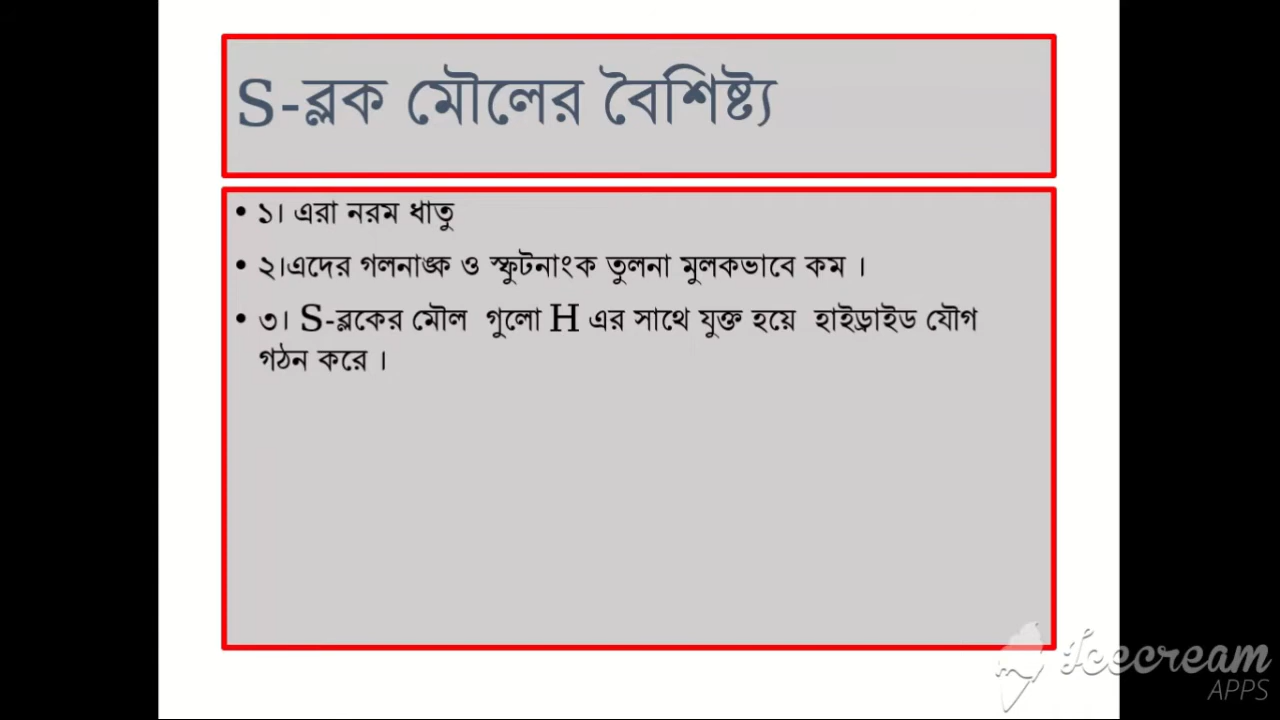 S-ব্লক মৌলের বৈশিষ্ট্য
• ১। এরা নরম ধাতু
• ২।এদের গলনাঙ্ক ও স্ফুটনাংক তুলনা মুলকভাবে কম ।
• ৩। S-ব্লকের মৌল গুলো H এর সাথে যুক্ত হয়ে হাইড্রাইড যৌগ
গঠন করে ।
Icecream
APPS